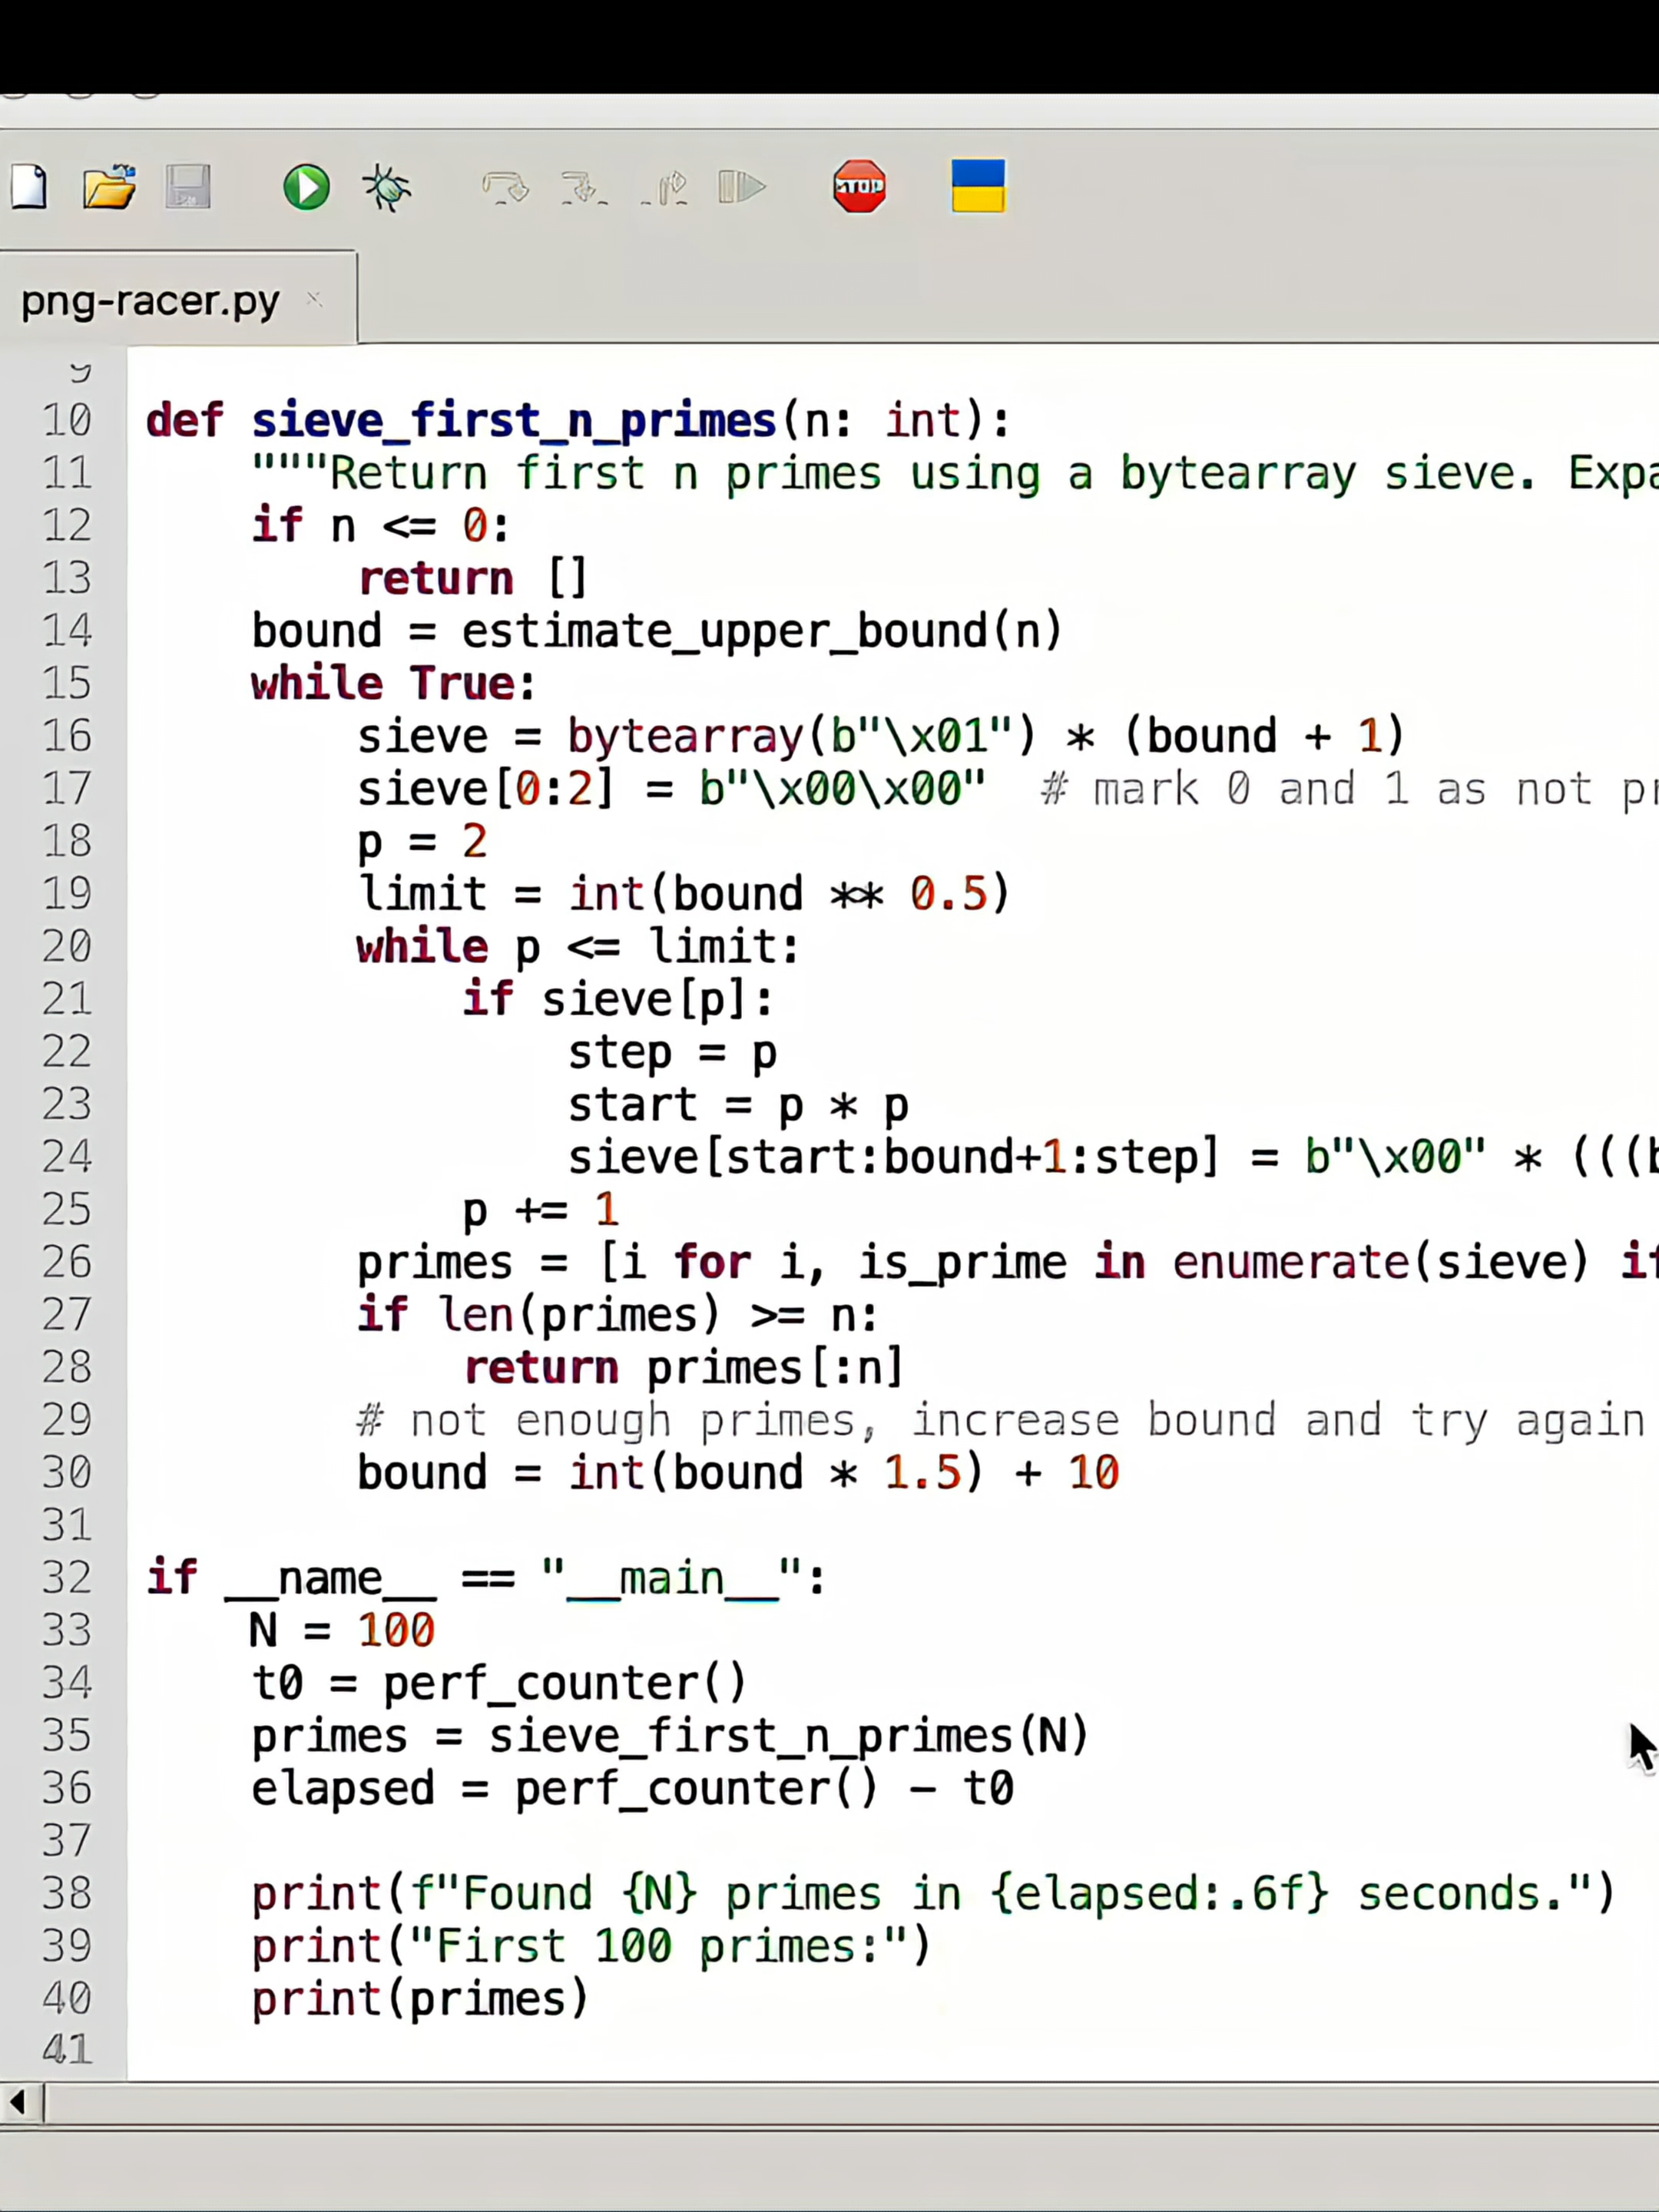 STOP
png-racer.py
9
10 def sieve_first_n_primes(n: int):
11     """Return first n primes using a bytearray sieve.
12     if n <= 0:
13         return []
14     bound = estimate_upper_bound(n)
15     while True:
16         sieve = bytearray(b"\x01") * (bound + 1)
17         sieve[0:2] = b"\x00\x00"  # mark 0 and 1 as not
18         p = 2
19         limit = int(bound ** 0.5)
20         while p <= limit:
21             if sieve[p]:
22                 step = p
23                 start = p * p
24                 sieve[start:bound+1:step] = b"\x00" * (((
25             p += 1
26         primes = [i for i, is_prime in enumerate(sieve) if
27         if len(primes) >= n:
28             return primes[:n]
29         # not enough primes, increase bound and try again
30         bound = int(bound * 1.5) + 10
31
32 if __name__ == "__main__":
33     N = 100
34     t0 = perf_counter()
35     primes = sieve_first_n_primes(N)
36     elapsed = perf_counter() - t0
37
38     print(f"Found {N} primes in {elapsed:.6f} seconds.")
39     print("First 100 primes:")
40     print(primes)
41